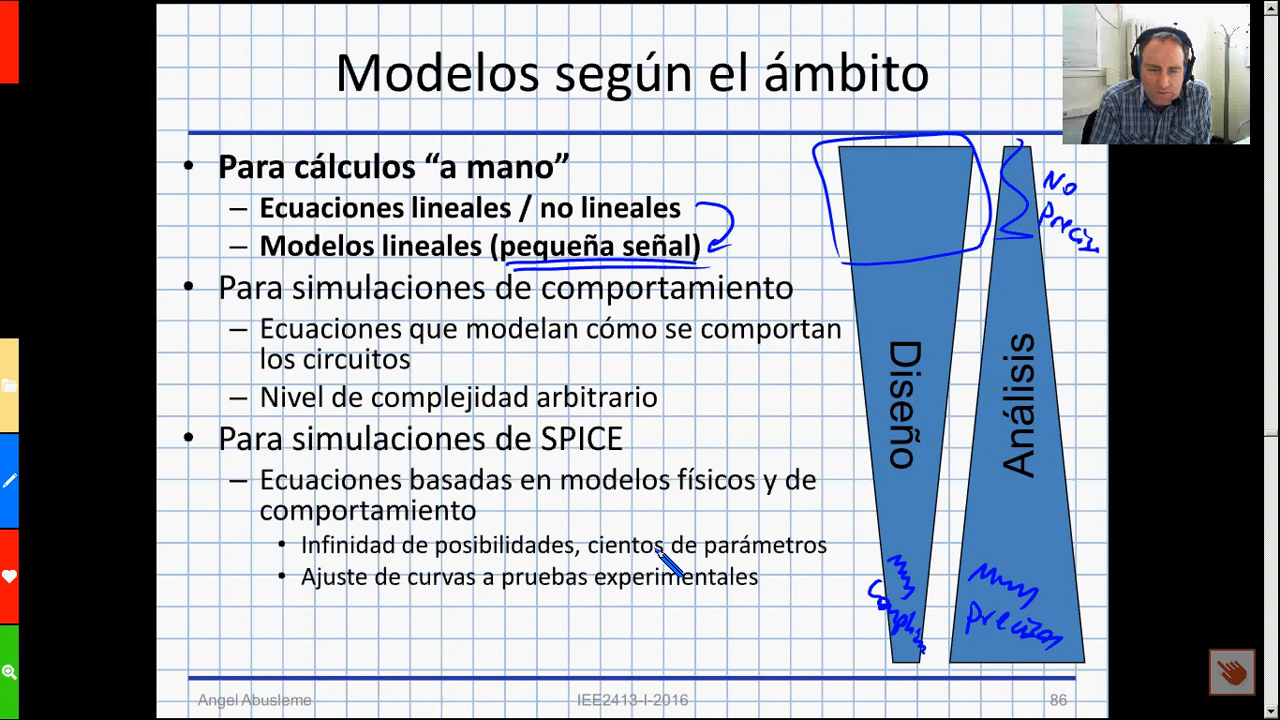 Modelos según el ámbito
• Para cálculos “a mano”
– Ecuaciones lineales / no lineales
– Modelos lineales (pequeña señal)
• Para simulaciones de comportamiento
– Ecuaciones que modelan cómo se comportan
los circuitos
– Nivel de complejidad arbitrario
• Para simulaciones de SPICE
– Ecuaciones basadas en modelos físicos y de
comportamiento
• Infinidad de posibilidades, cientos de parámetros
• Ajuste de curvas a pruebas experimentales
Diseño
Análisis
No
Muy
Muy
Precisos
Angel Abusleme
IEE2413-I-2016
86